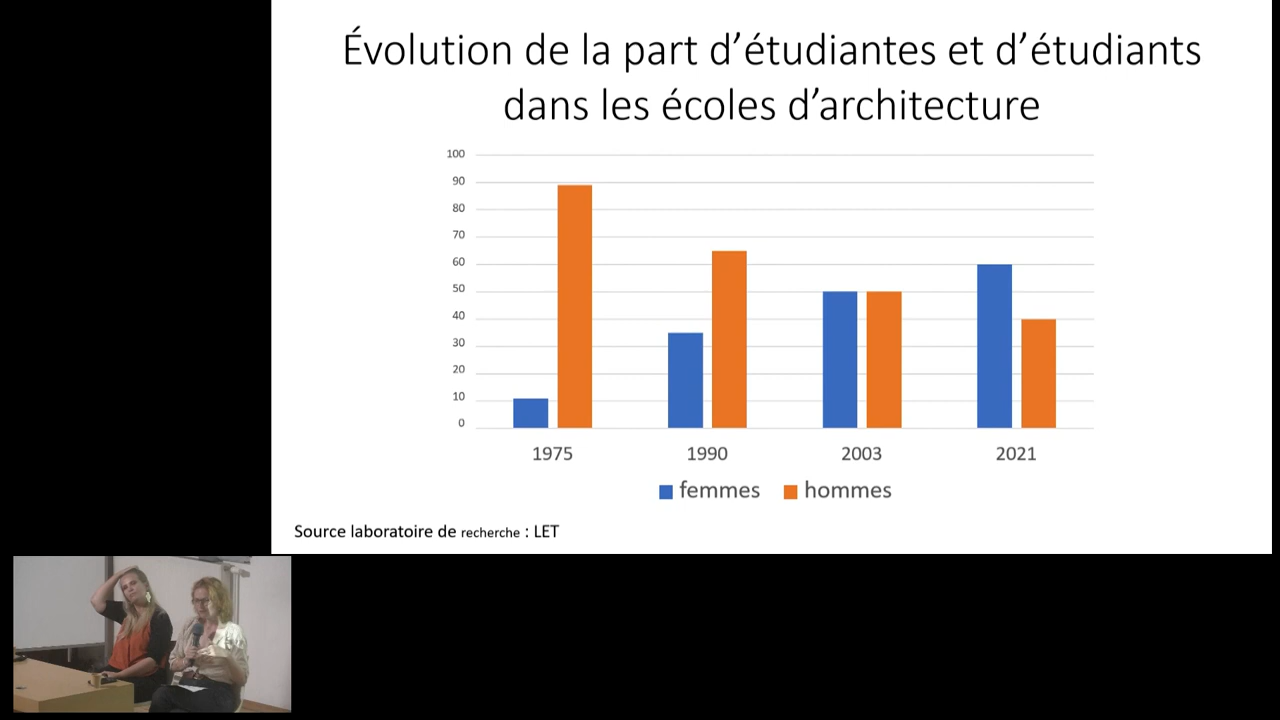 Évolution de la part d’étudiantes et d’étudiants
dans les écoles d’architecture
100
90
80
70
60
50
40
30
20
10
0
1975 1990 2003 2021
femmes hommes
Source laboratoire de recherche : LET